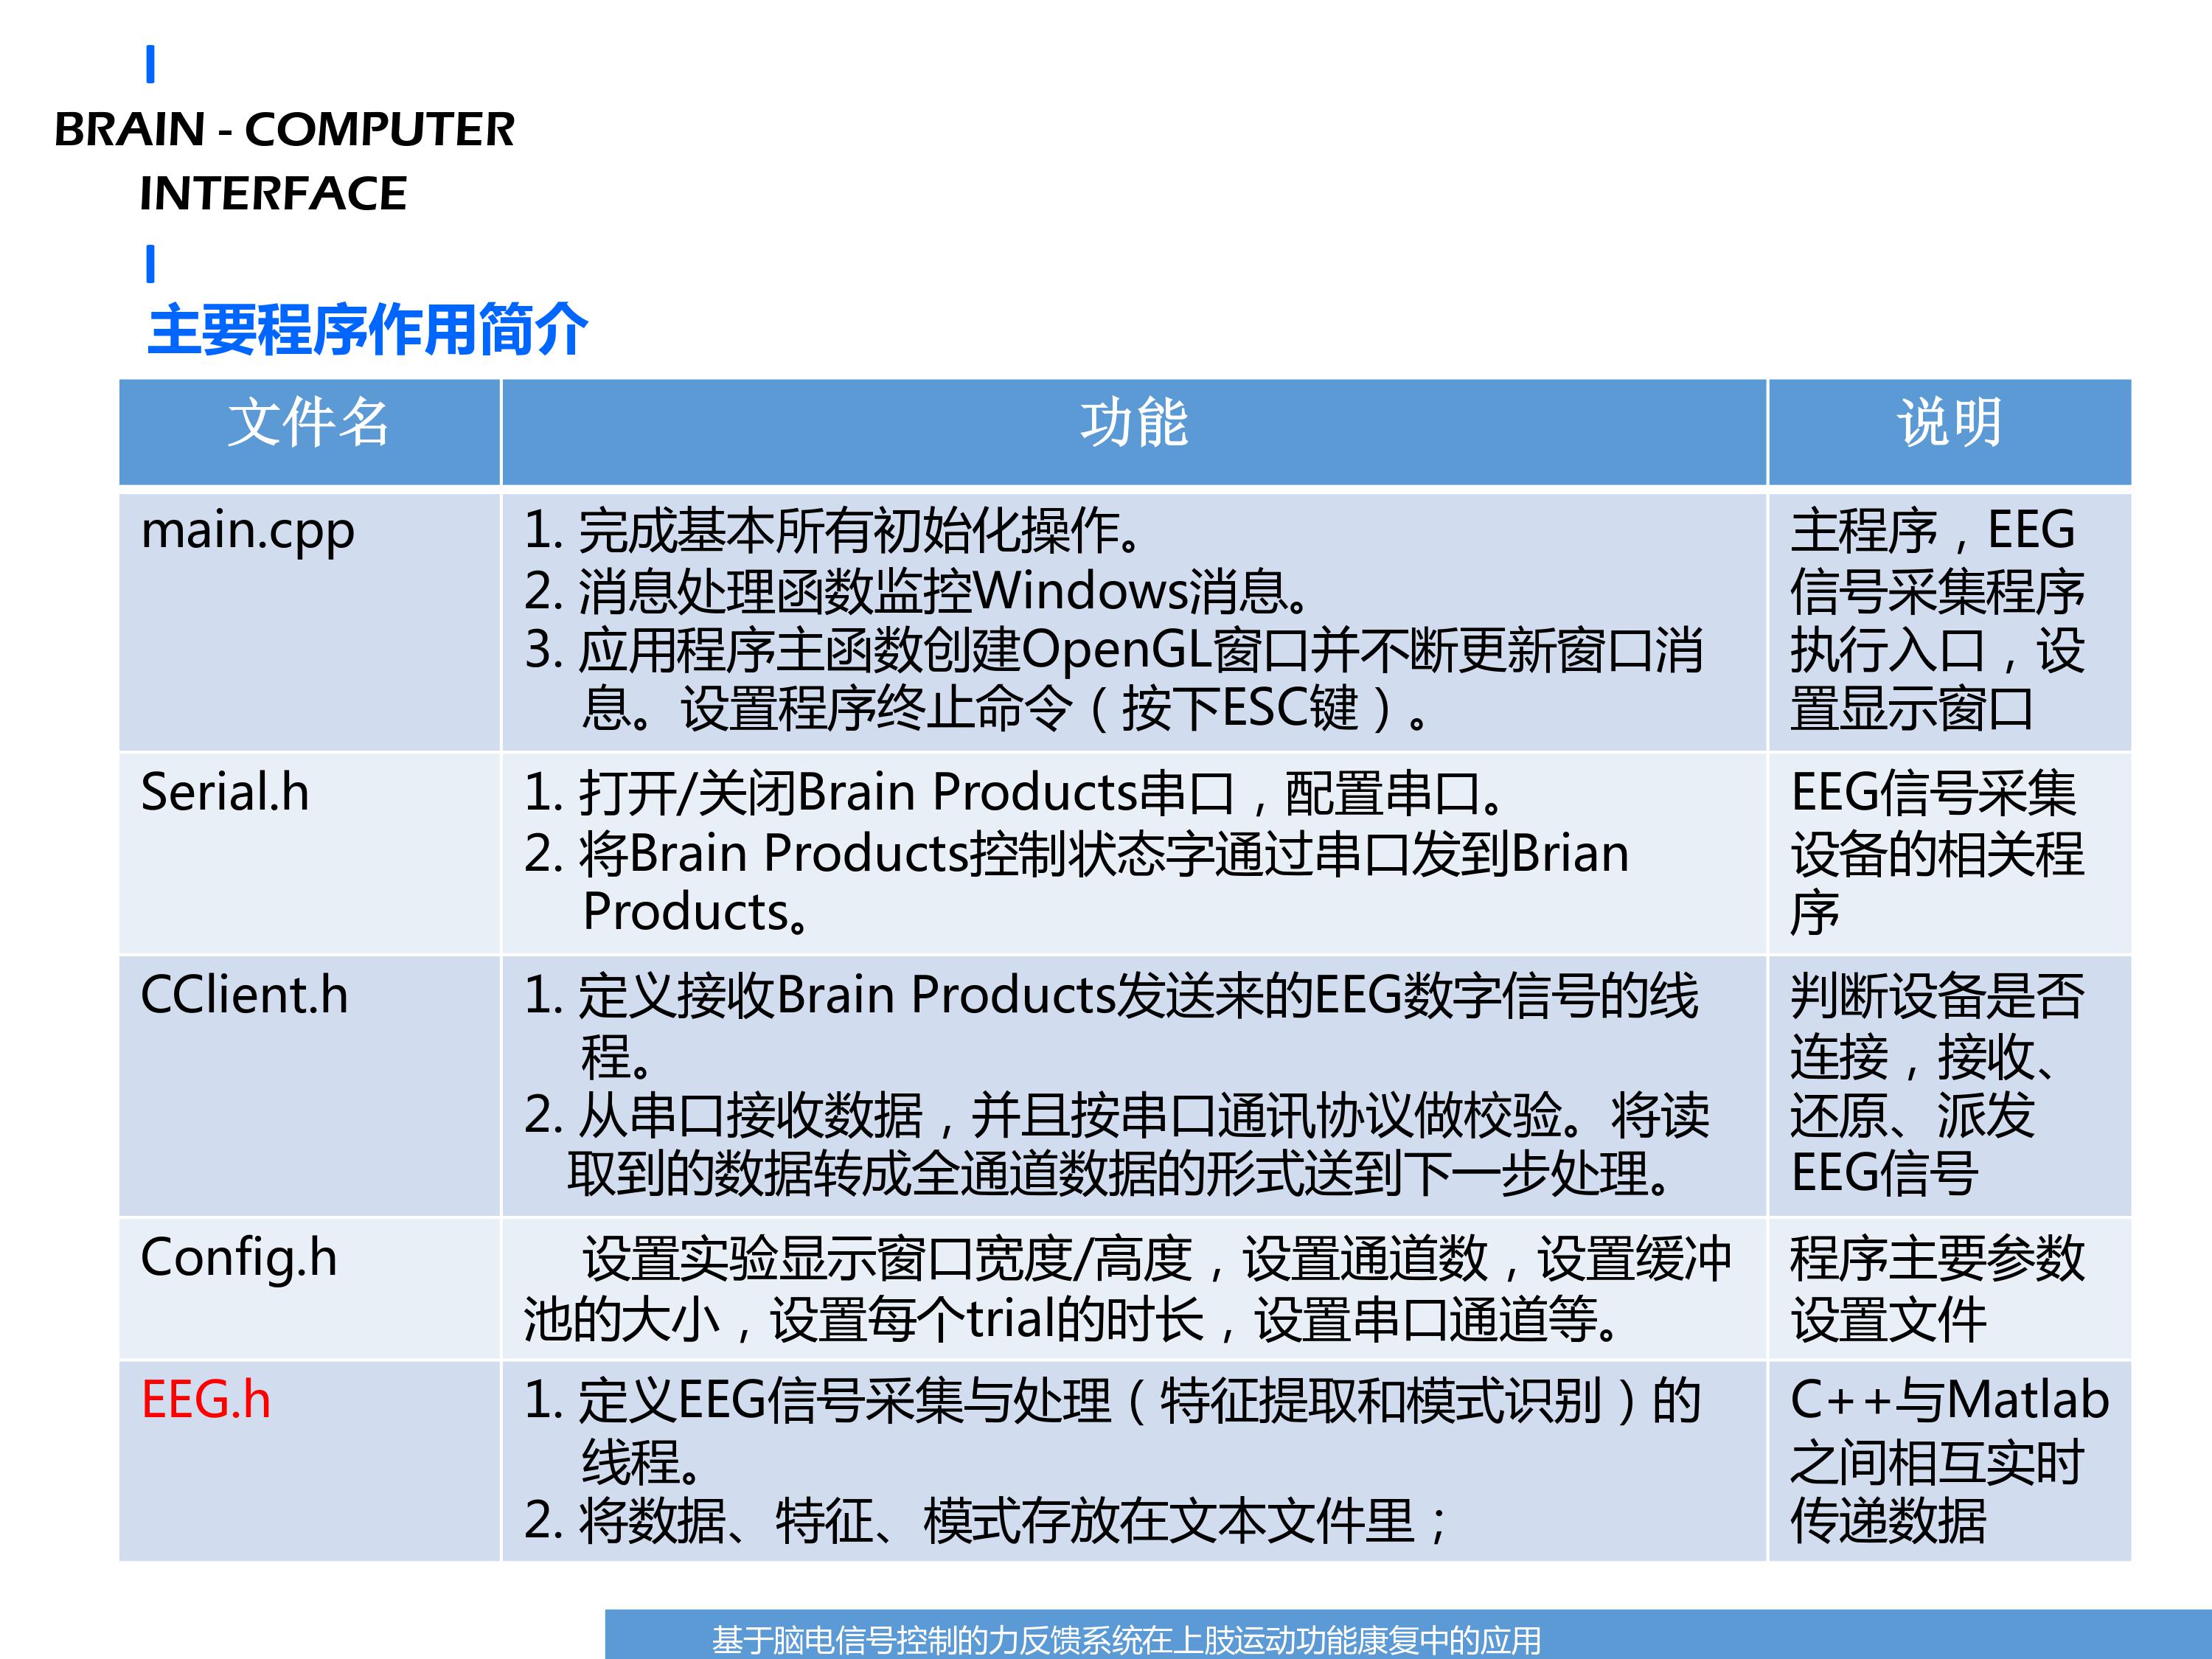 BRAIN - COMPUTER
INTERFACE
主要程序作用简介
文件名
功能
说明
main.cpp
1. 完成基本所有初始化操作。
2. 消息处理函数监控Windows消息。
3. 应用程序主函数创建OpenGL窗口并不断更新窗口消
息。设置程序终止命令（按下ESC键）。
主程序，EEG
信号采集程序
执行入口，设
置显示窗口
Serial.h
1. 打开/关闭Brain Products串口，配置串口。
2. 将Brain Products控制状态字通过串口发到Brian
Products。
EEG信号采集
设备的相关程
序
CClient.h
1. 定义接收Brain Products发送来的EEG数字信号的线
程。
2. 从串口接收数据，并且按串口通讯协议做校验。将读
取到的数据转成全通道数据的形式送到下一步处理。
判断设备是否
连接，接收、
还原、派发
EEG信号
Config.h
设置实验显示窗口宽度/高度，设置通道数，设置缓冲
池的大小，设置每个trial的时长，设置串口通道等。
程序主要参数
设置文件
EEG.h
1. 定义EEG信号采集与处理（特征提取和模式识别）的
线程。
2. 将数据、特征、模式存放在文本文件里；
C++与Matlab
之间相互实时
传递数据
基于脑电信号控制的力反馈系统在上肢运动功能康复中的应用